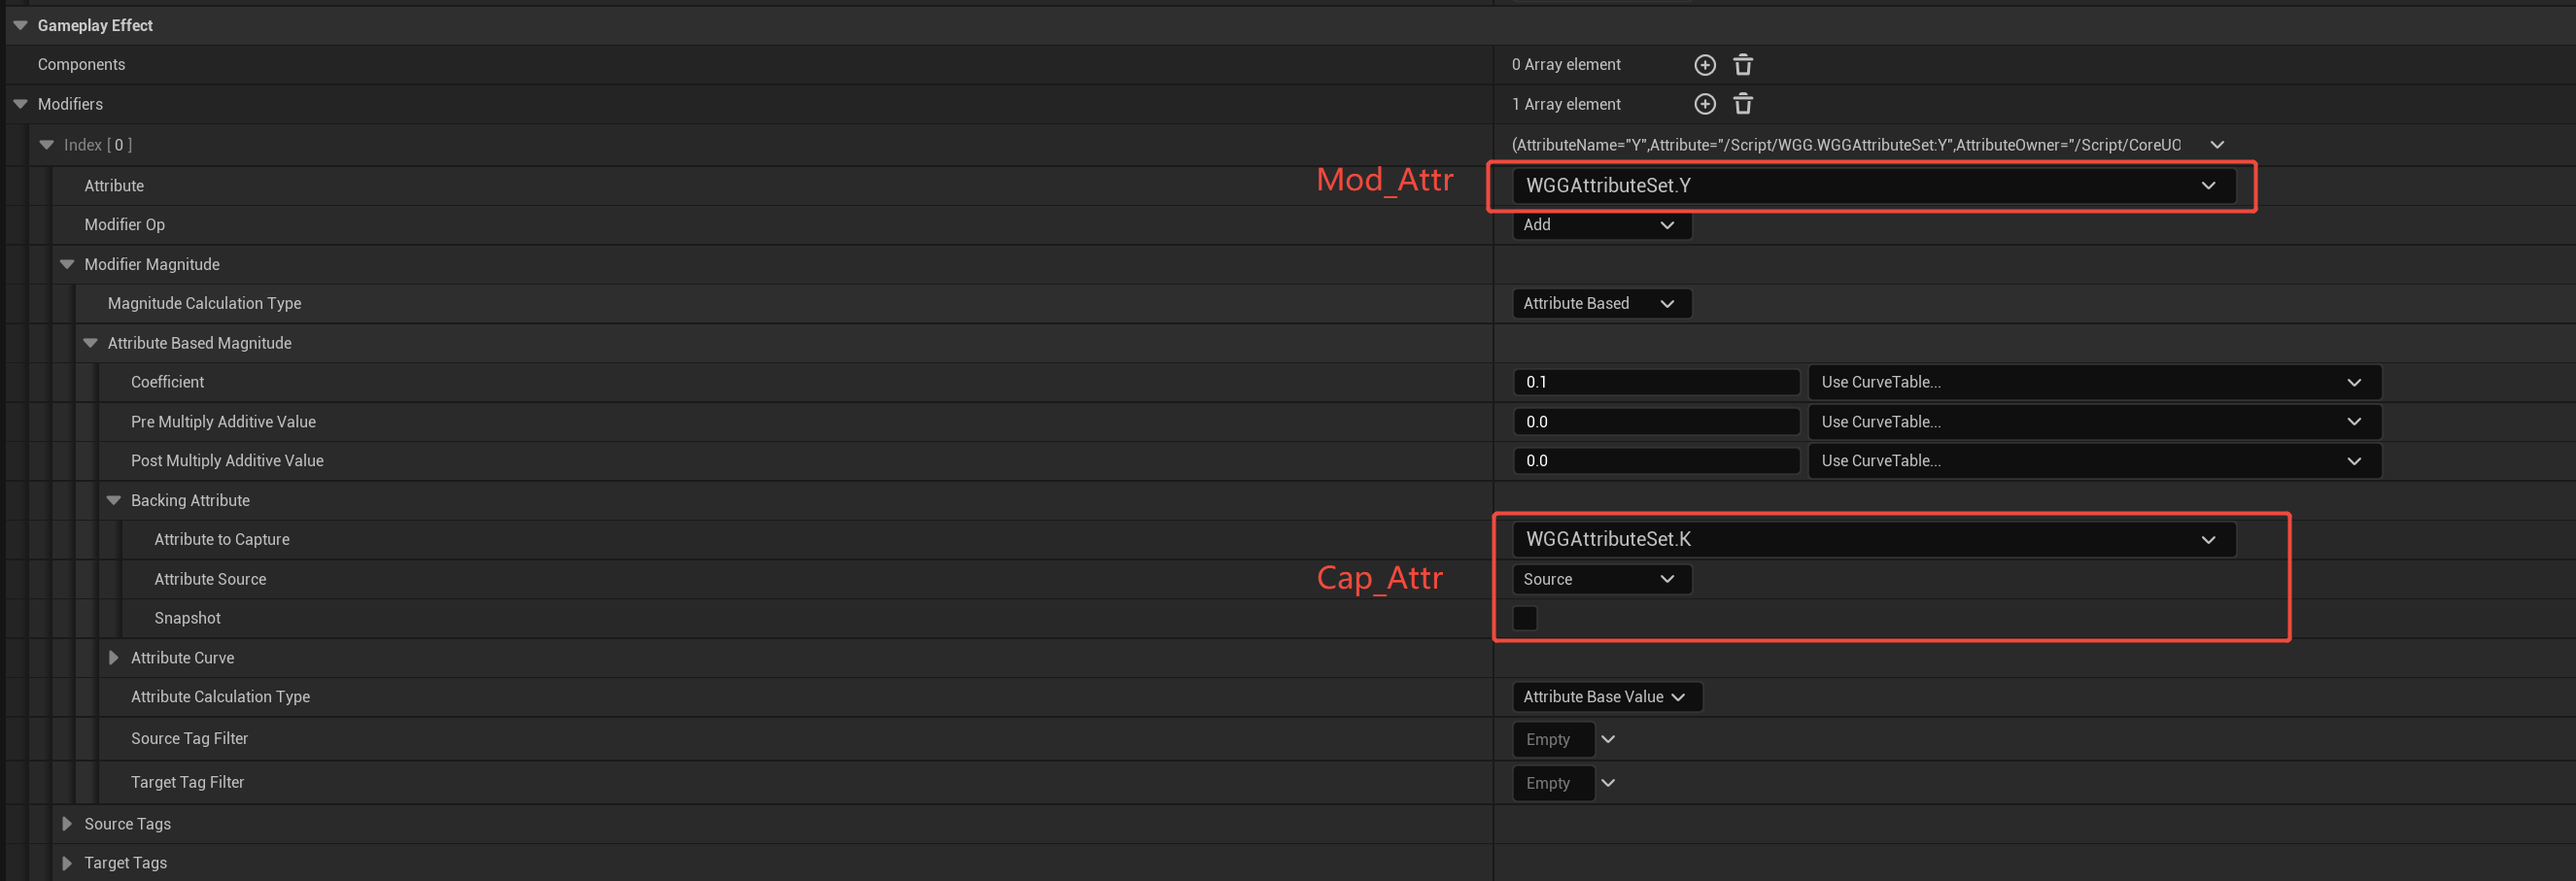 Gameplay Effect
Components 0 Array element
Modifiers 1 Array element
Index [ 0 ] (AttributeName="Y",Attribute="/Script/WGG.WGGAttributeSet:Y",AttributeOwner="/Script/CoreUO
Attribute Mod_Attr WGGAttributeSet.Y
Modifier Op Add
Modifier Magnitude
Magnitude Calculation Type Attribute Based
Attribute Based Magnitude
Coefficient 0.1 Use CurveTable...
Pre Multiply Additive Value 0.0 Use CurveTable...
Post Multiply Additive Value 0.0 Use CurveTable...
Backing Attribute
Attribute to Capture WGGAttributeSet.K
Attribute Source Cap_Attr Source
Snapshot
Attribute Curve
Attribute Calculation Type Attribute Base Value
Source Tag Filter Empty
Target Tag Filter Empty
Source Tags
Target Tags